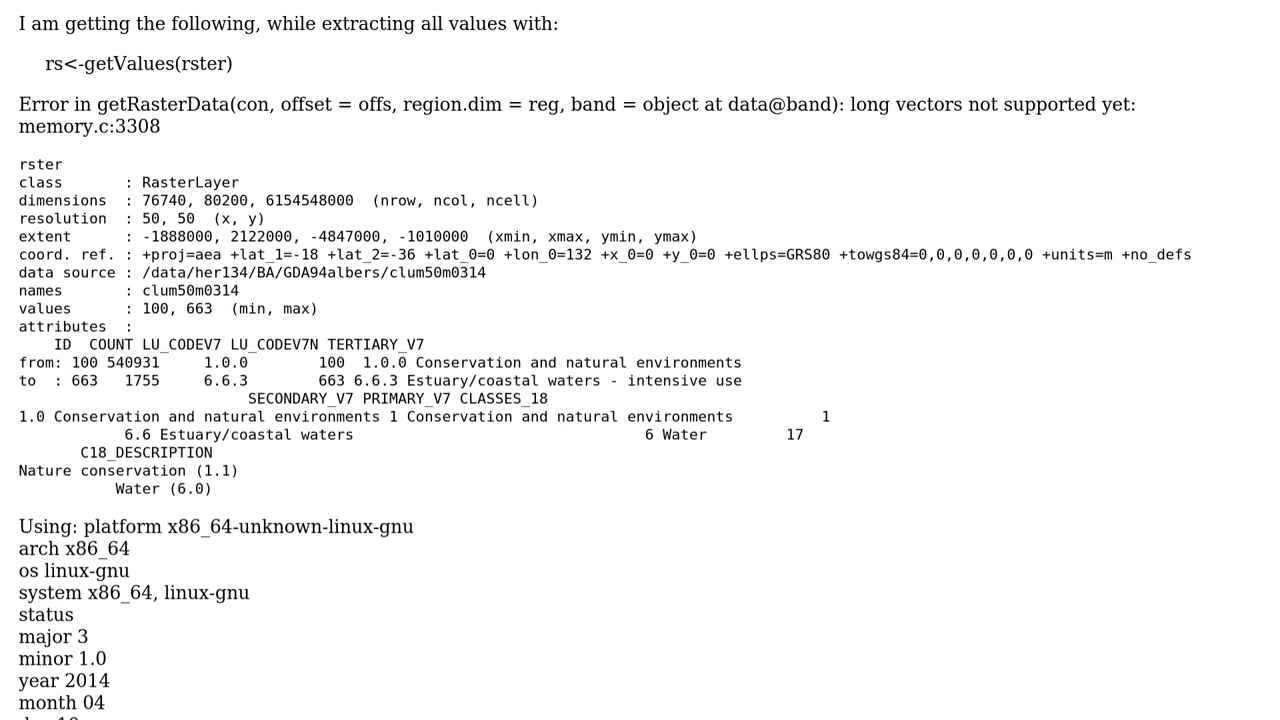 I am getting the following, while extracting all values with:
rs<-getValues(rster)
Error in getRasterData(con, offset = offs, region.dim = reg, band = object at data@band): long vectors not supported yet:
memory.c:3308
rster
class       : RasterLayer
dimensions  : 76740, 80200, 6154548000  (nrow, ncol, ncell)
resolution  : 50, 50  (x, y)
extent      : -1888000, 2122000, -4847000, -1010000  (xmin, xmax, ymin, ymax)
coord. ref. : +proj=aea +lat_1=-18 +lat_2=-36 +lat_0=0 +lon_0=132 +x_0=0 +y_0=0 +ellps=GRS80 +towgs84=0,0,0,0,0,0,0 +units=m +no_defs
data source : /data/her134/BA/GDA94albers/clum50m0314
names       : clum50m0314
values      : 100, 663  (min, max)
attributes  :
    ID  COUNT LU_CODEV7 LU_CODEV7N TERTIARY_V7
from: 100 540931     1.0.0        100  1.0.0 Conservation and natural environments
to  : 663   1755     6.6.3        663 6.6.3 Estuary/coastal waters - intensive use
                          SECONDARY_V7 PRIMARY_V7 CLASSES_18
1.0 Conservation and natural environments 1 Conservation and natural environments          1
            6.6 Estuary/coastal waters                                 6 Water         17
       C18_DESCRIPTION
Nature conservation (1.1)
           Water (6.0)
Using: platform x86_64-unknown-linux-gnu
arch x86_64
os linux-gnu
system x86_64, linux-gnu
status
major 3
minor 1.0
year 2014
month 04